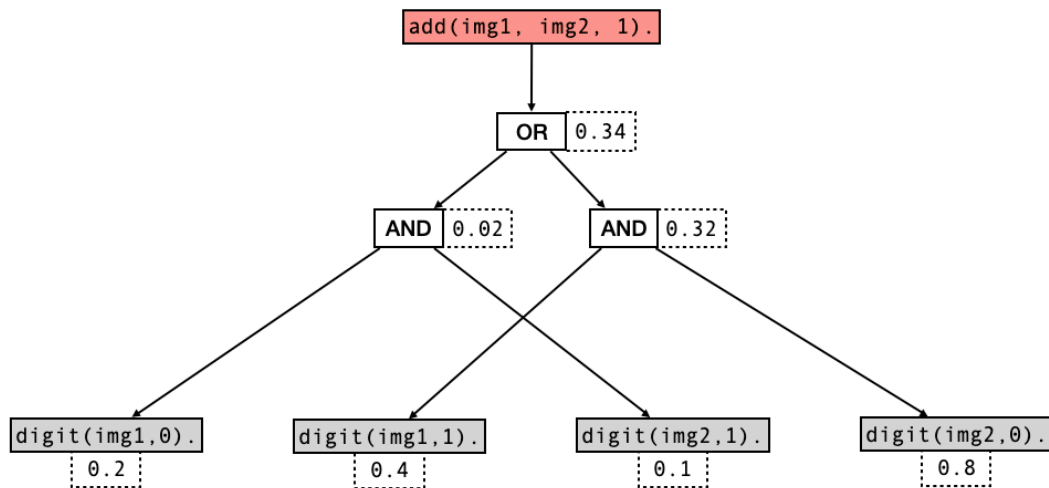 add(img1, img2, 1).
OR 0.34
AND 0.02 AND 0.32
digit(img1,0). digit(img1,1). digit(img2,1). digit(img2,0).
0.2 0.4 0.1 0.8